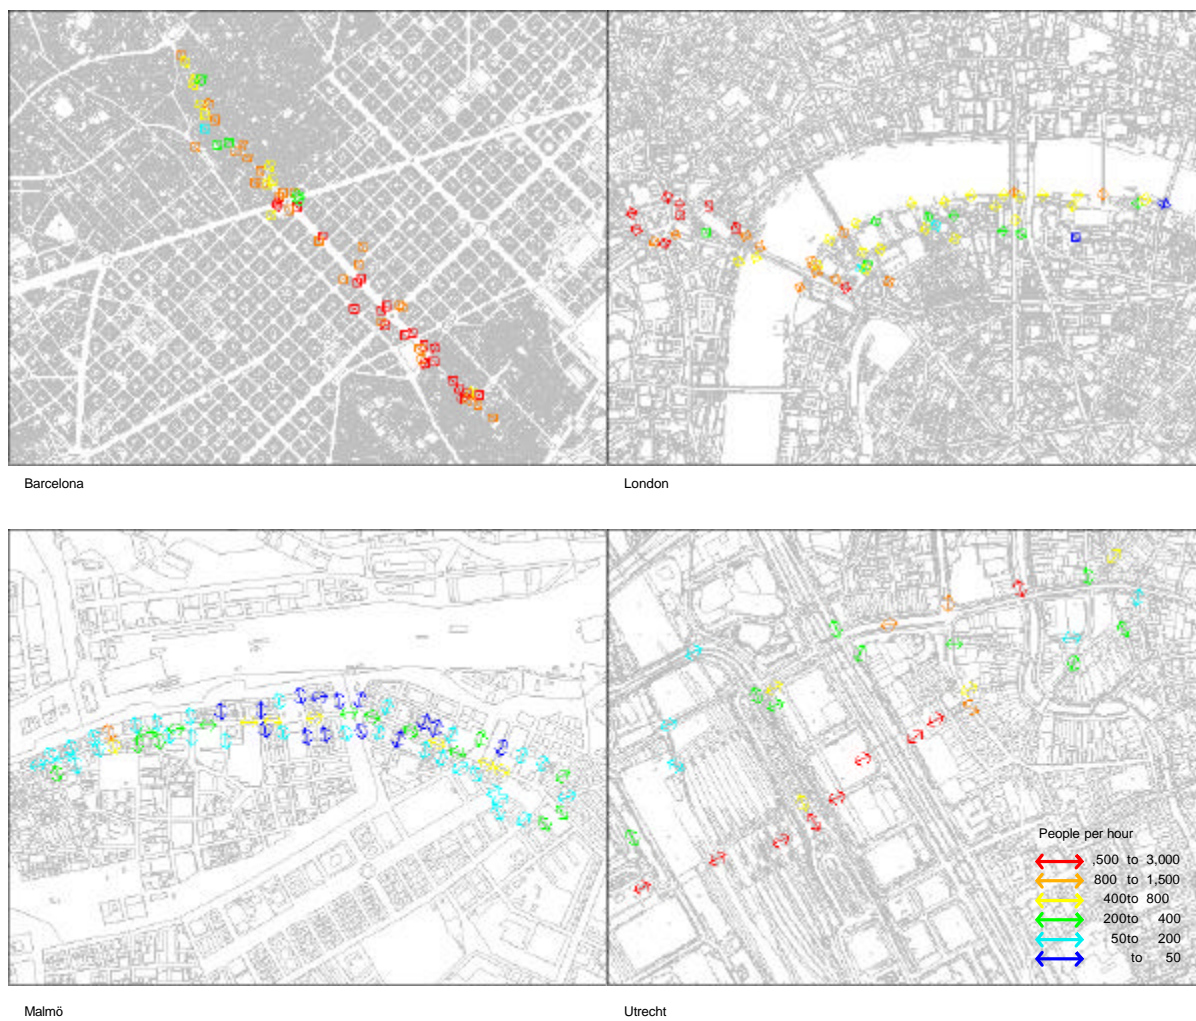 Barcelona
London
Malmö
Utrecht
People per hour
,500 to 3,000
800 to 1,500
400to 800
200to 400
50to 200
to 50